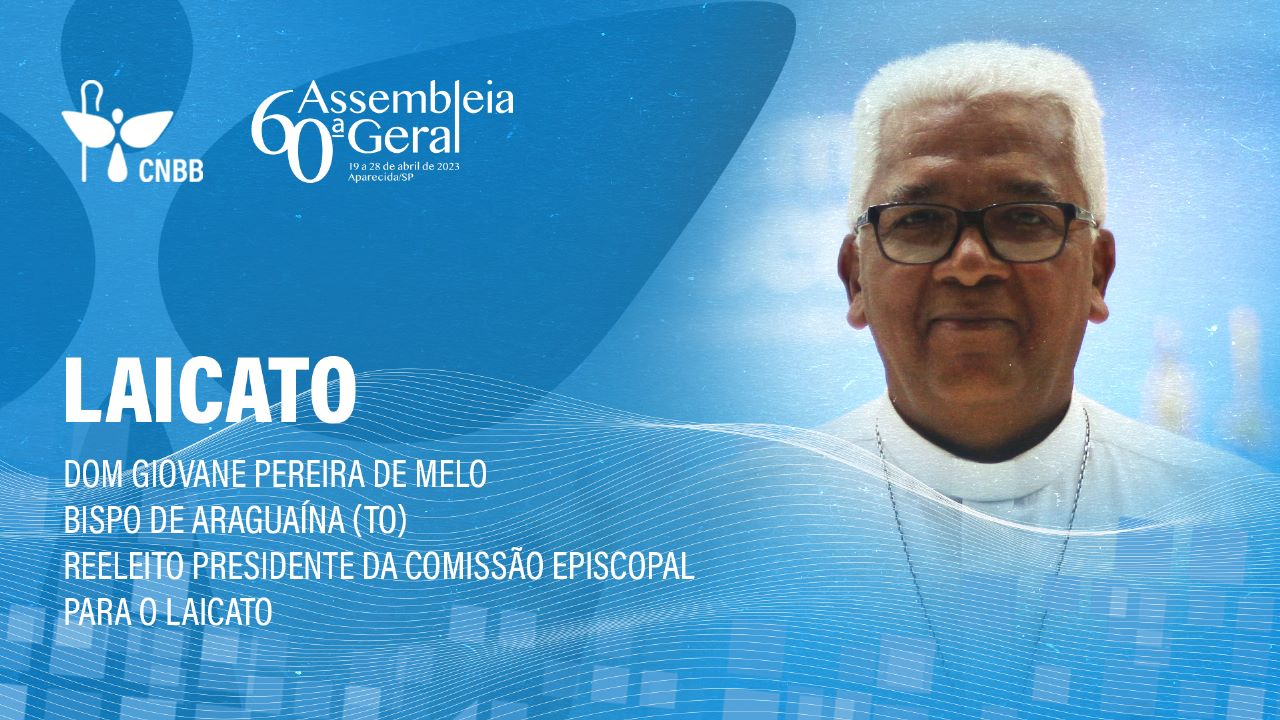 CNBB
60ª Assembleia Geral
19 a 28 de abril de 2023
Aparecida/SP
LAICATO
DOM GIOVANE PEREIRA DE MELO
BISPO DE ARAGUAÍNA (TO)
REELEITO PRESIDENTE DA COMISSÃO EPISCOPAL
PARA O LAICATO